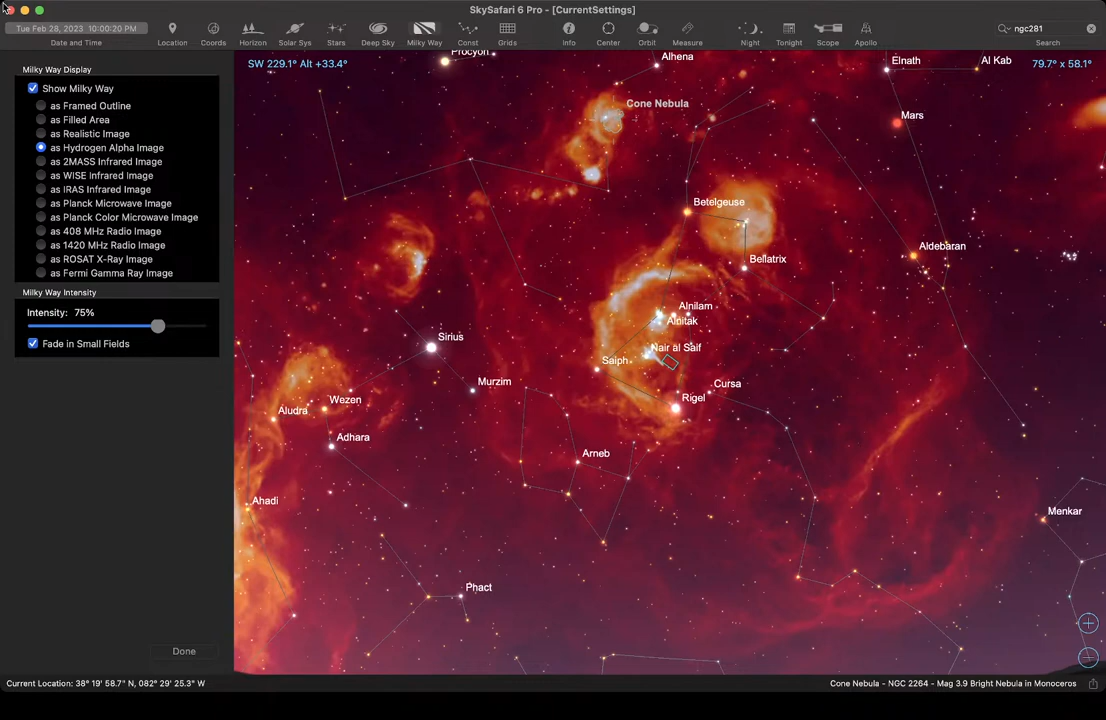 SkySafari 6 Pro - [CurrentSettings]
Tue Feb 28, 2023 10:00:20 PM
ngc281
Date and Time
Location
Coords
Horizon
Solar Sys
Stars
Deep Sky
Milky Way
Const
Grids
Info
Center
Orbit
Measure
Night
Tonight
Scope
Apollo
Search
Milky Way Display
Show Milky Way
as Framed Outline
as Filled Area
as Realistic Image
as Hydrogen Alpha Image
as 2MASS Infrared Image
as WISE Infrared Image
as IRAS Infrared Image
as Planck Microwave Image
as Planck Color Microwave Image
as 408 MHz Radio Image
as 1420 MHz Radio Image
as ROSAT X-Ray Image
as Fermi Gamma Ray Image
Milky Way Intensity
Intensity: 75%
Fade in Small Fields
Done
SW 229.1° Alt +33.4°
79.7° x 58.1°
Procyon
Alhena
Elnath
Al Kab
Cone Nebula
Mars
Betelgeuse
Aldebaran
Bellatrix
Alnilam
Alnitak
Sirius
Nair al Saif
Saiph
Murzim
Cursa
Rigel
Wezen
Aludra
Adhara
Arneb
Ahadi
Menkar
Phact
Current Location: 38° 19' 58.7" N, 082° 29' 25.3" W
Cone Nebula - NGC 2264 - Mag 3.9 Bright Nebula in Monoceros